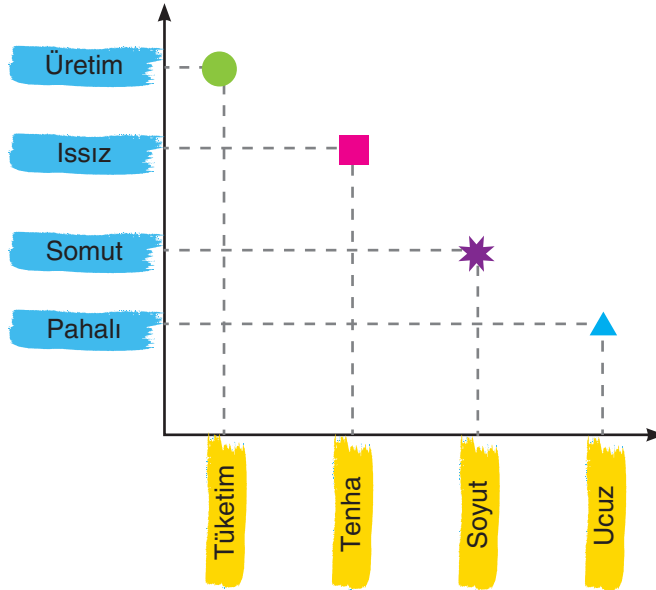 Üretim
Issız
Somut
Pahalı
Tüketim
Tenha
Soyut
Ucuz